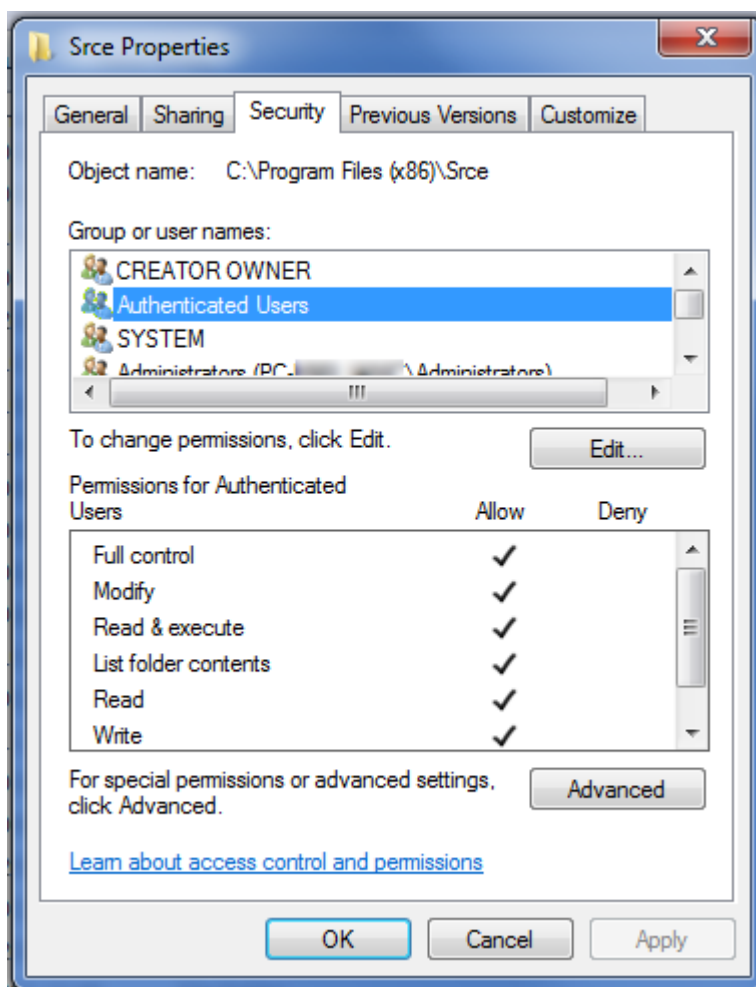 Srce Properties
General Sharing Security Previous Versions Customize
Object name: C:\Program Files (x86)\Srce
Group or user names:
CREATOR OWNER
Authenticated Users
SYSTEM
Administrators (PC- \Administrators)
To change permissions, click Edit.
Edit...
Permissions for Authenticated
Users Allow Deny
Full control
Modify
Read & execute
List folder contents
Read
Write
For special permissions or advanced settings,
click Advanced.
Advanced
Learn about access control and permissions
OK Cancel Apply